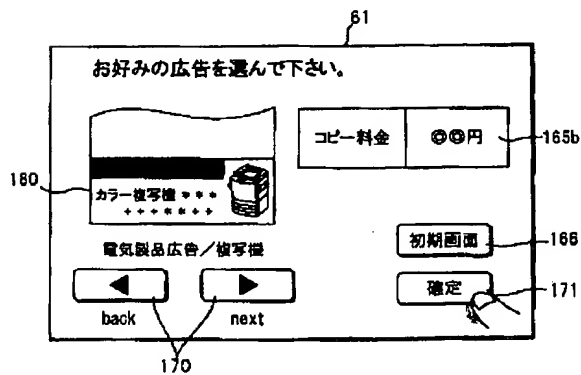 61
お好みの広告を選んで下さい。
コピー料金 ◎◎円 165b
180
カラー複写機 * * *
+ + + + + + +
電気製品広告／複写機
初期画面 166
◀ ▶ 確定 171
back next
170